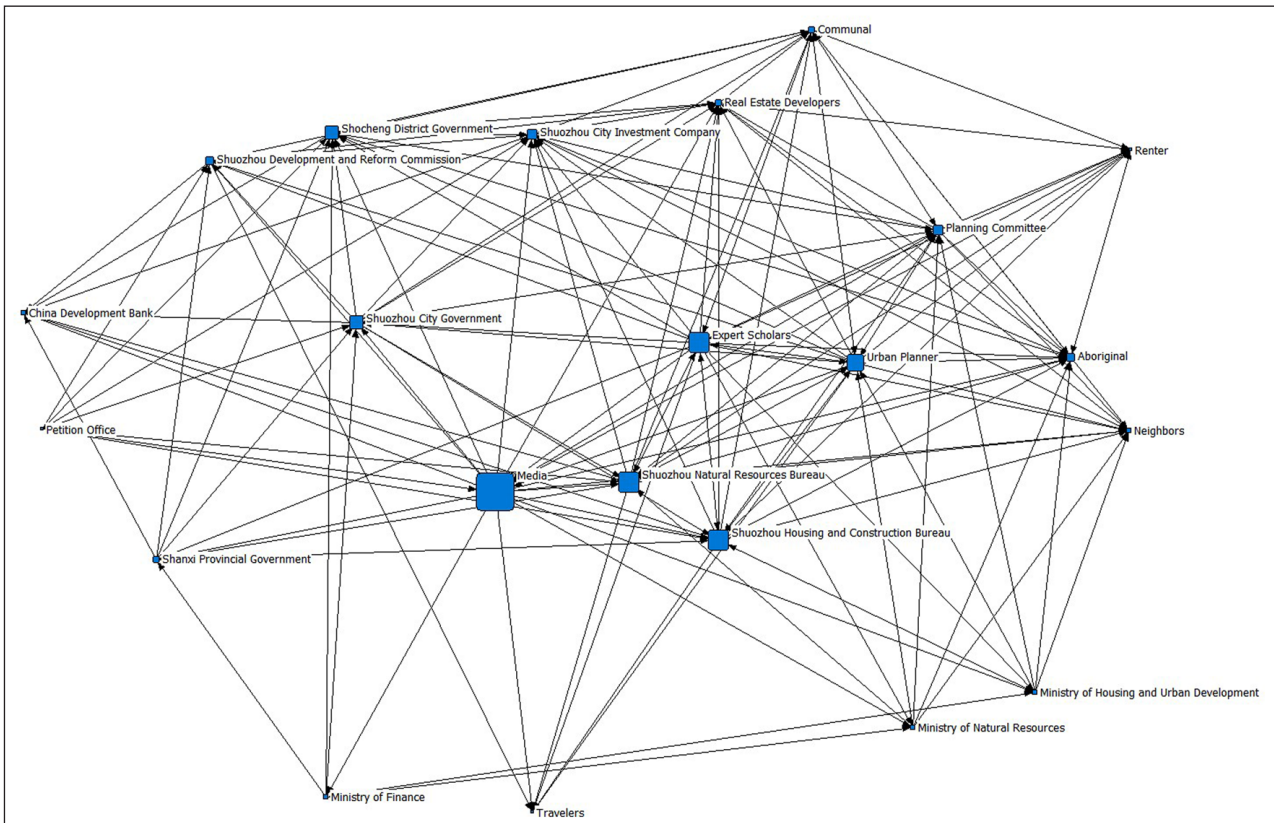 Communal
Real Estate Developers
Shocheng District Government
Shuozhou City Investment Company
Renter
Shuozhou Development and Reform Commission
Planning Committee
China Development Bank
Shuozhou City Government
Expert Scholars
Urban Planner
Aboriginal
Petition Office
Neighbors
Media
Shuozhou Natural Resources Bureau
Shuozhou Housing and Construction Bureau
Shanxi Provincial Government
Ministry of Housing and Urban Development
Ministry of Natural Resources
Ministry of Finance
Travelers